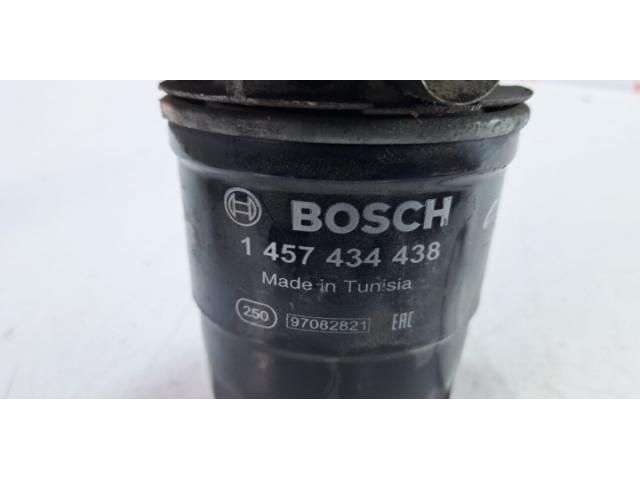 BOSCH
1 457 434 438
Made in Tunisia
250 97082821 EAC